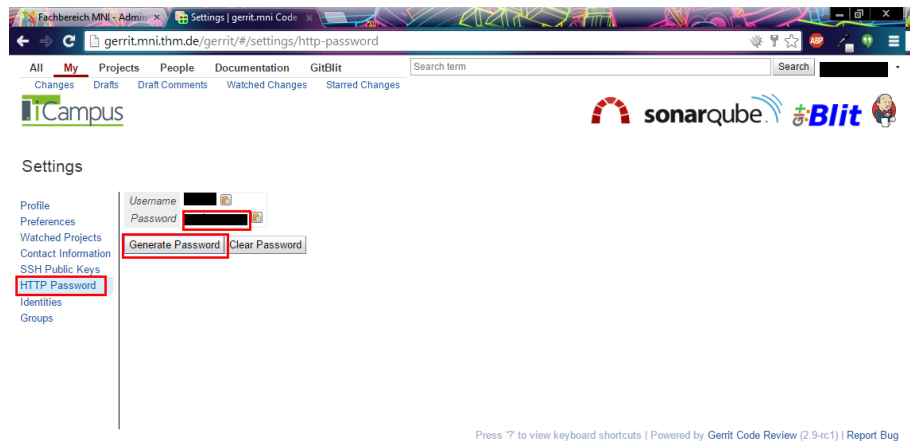 Fachbereich MNI - Admin
Settings | gerrit.mni Code
gerrit.mni.thm.de/gerrit/#/settings/http-password
ABP
All My Projects People Documentation GitBlit
Search term
Search
Changes Drafts Draft Comments Watched Changes Starred Changes
iCampus
sonarqube
git:Blit
Settings
Profile
Preferences
Watched Projects
Contact Information
SSH Public Keys
HTTP Password
Identities
Groups
Username
Password
Generate Password Clear Password
Press '?' to view keyboard shortcuts | Powered by Gerrit Code Review (2.9-rc1) | Report Bug